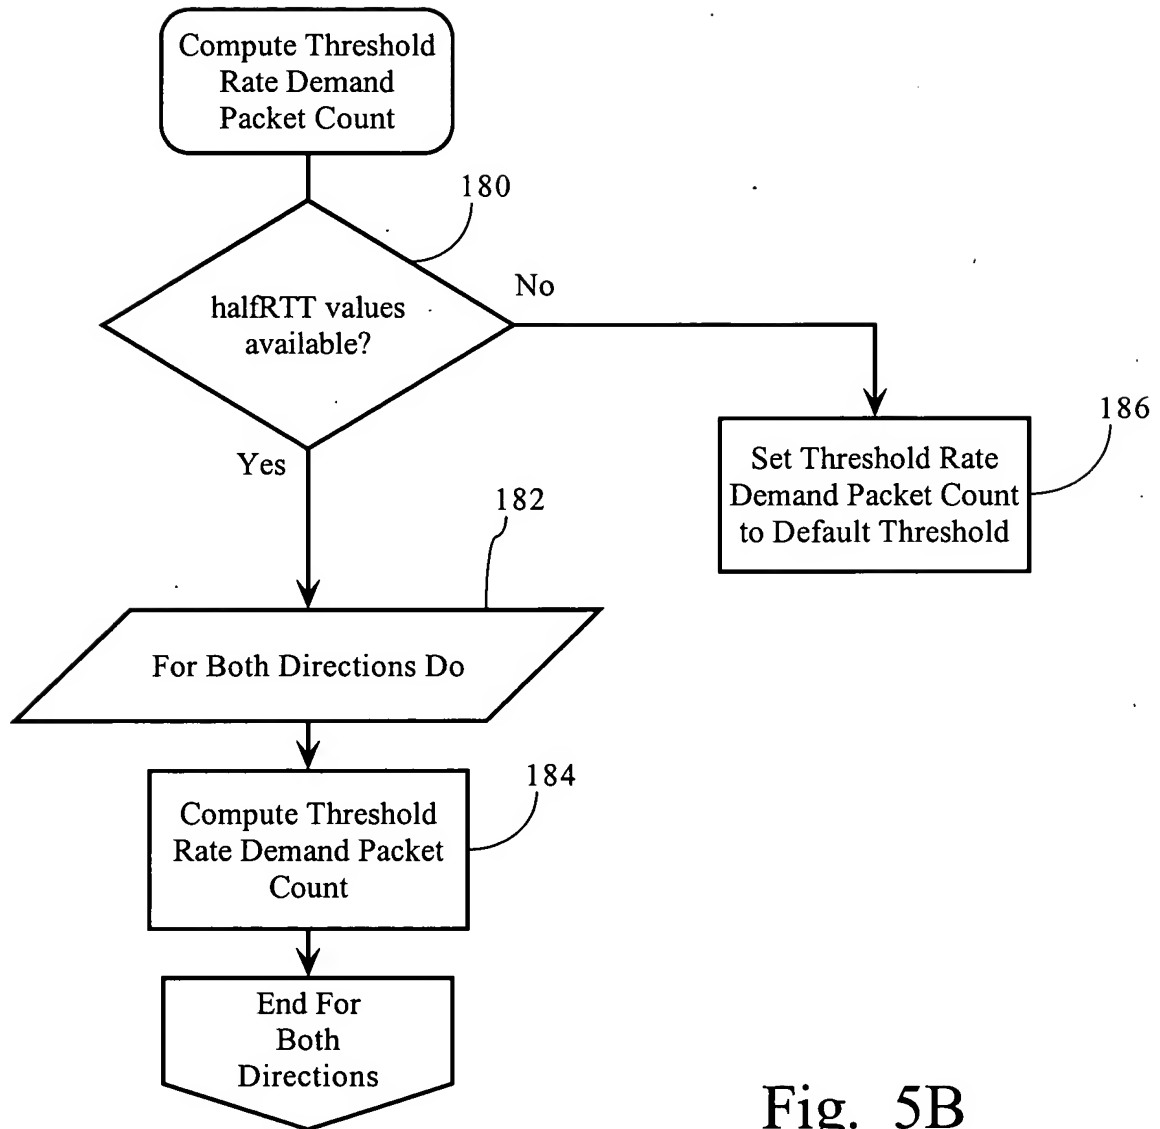 Compute Threshold
Rate Demand
Packet Count
180
halfRTT values
available?
No
Yes
186
Set Threshold Rate
Demand Packet Count
to Default Threshold
182
For Both Directions Do
184
Compute Threshold
Rate Demand Packet
Count
End For
Both
Directions
Fig. 5B